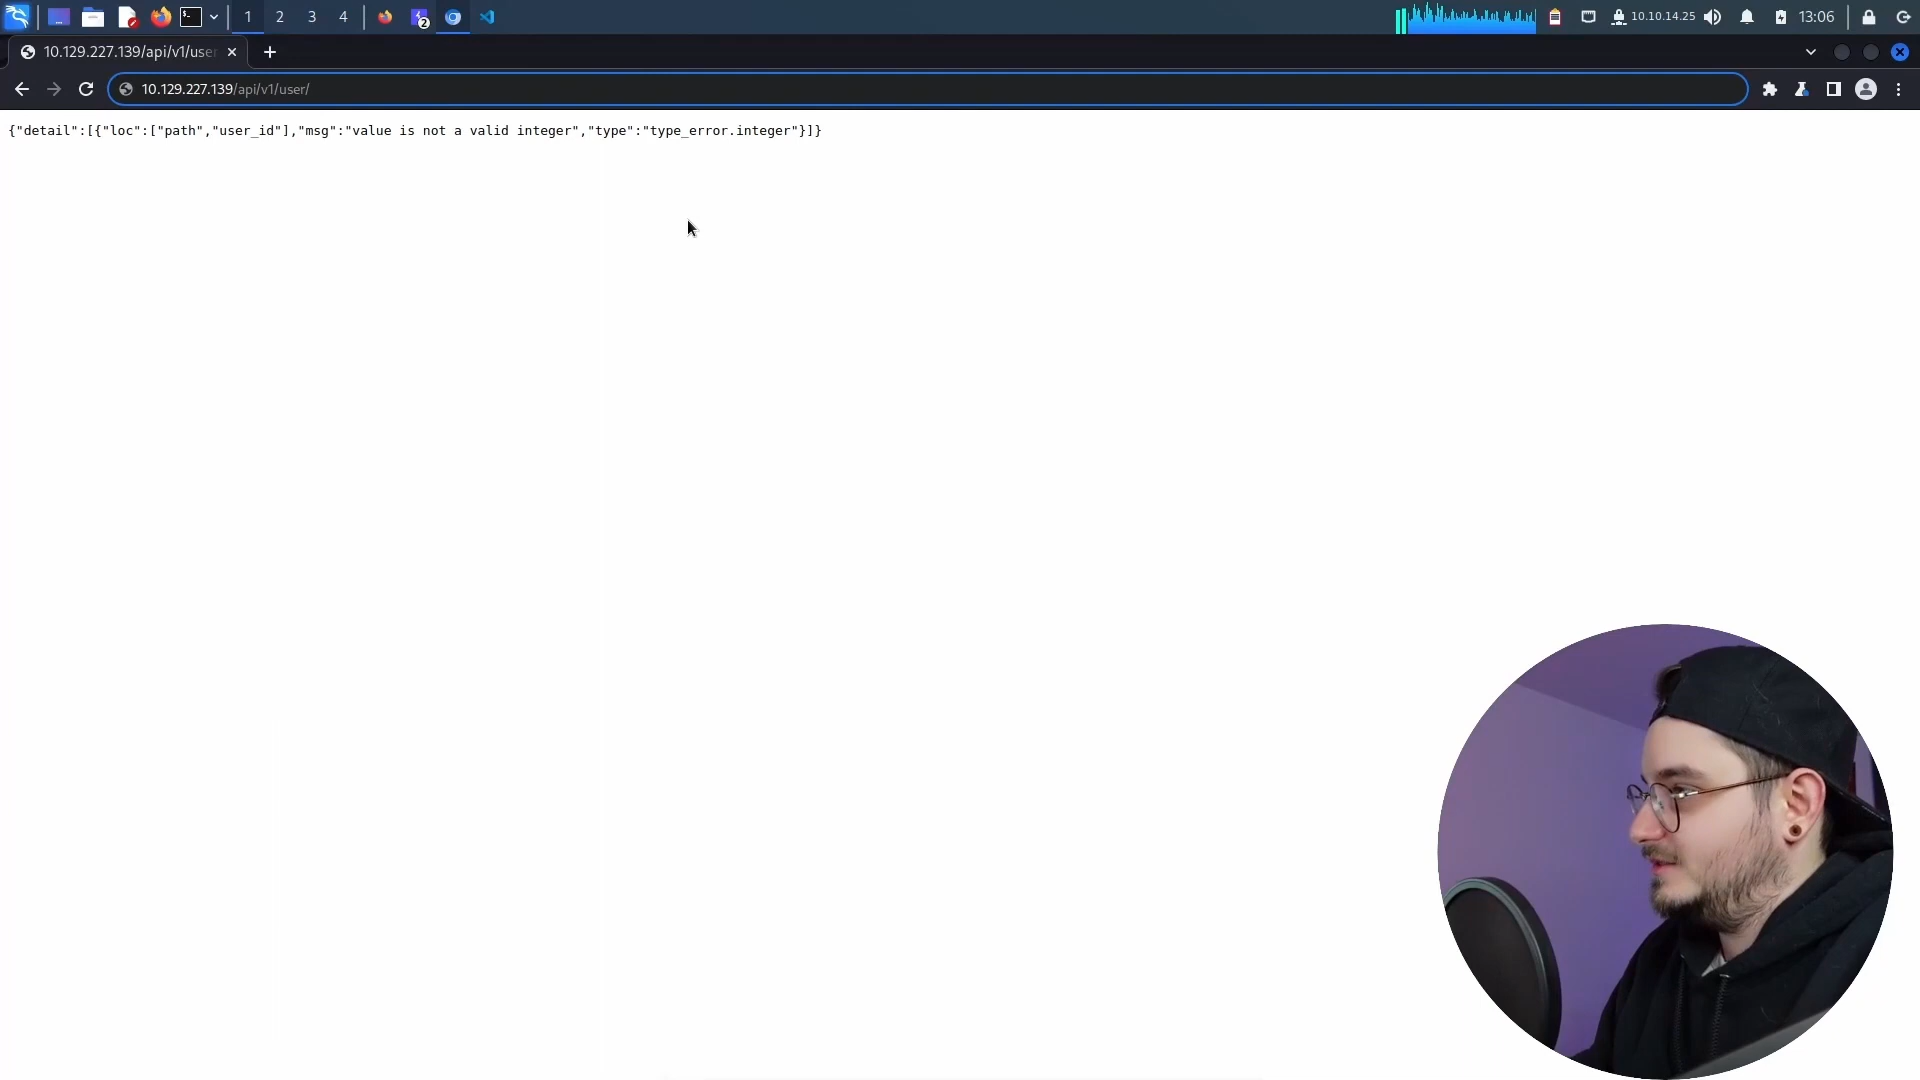 1 2 3 4 2 10.10.14.25 13:06
10.129.227.139/api/v1/user
10.129.227.139/api/v1/user/
{"detail":[{"loc":["path","user_id"],"msg":"value is not a valid integer","type":"type_error.integer"}]}